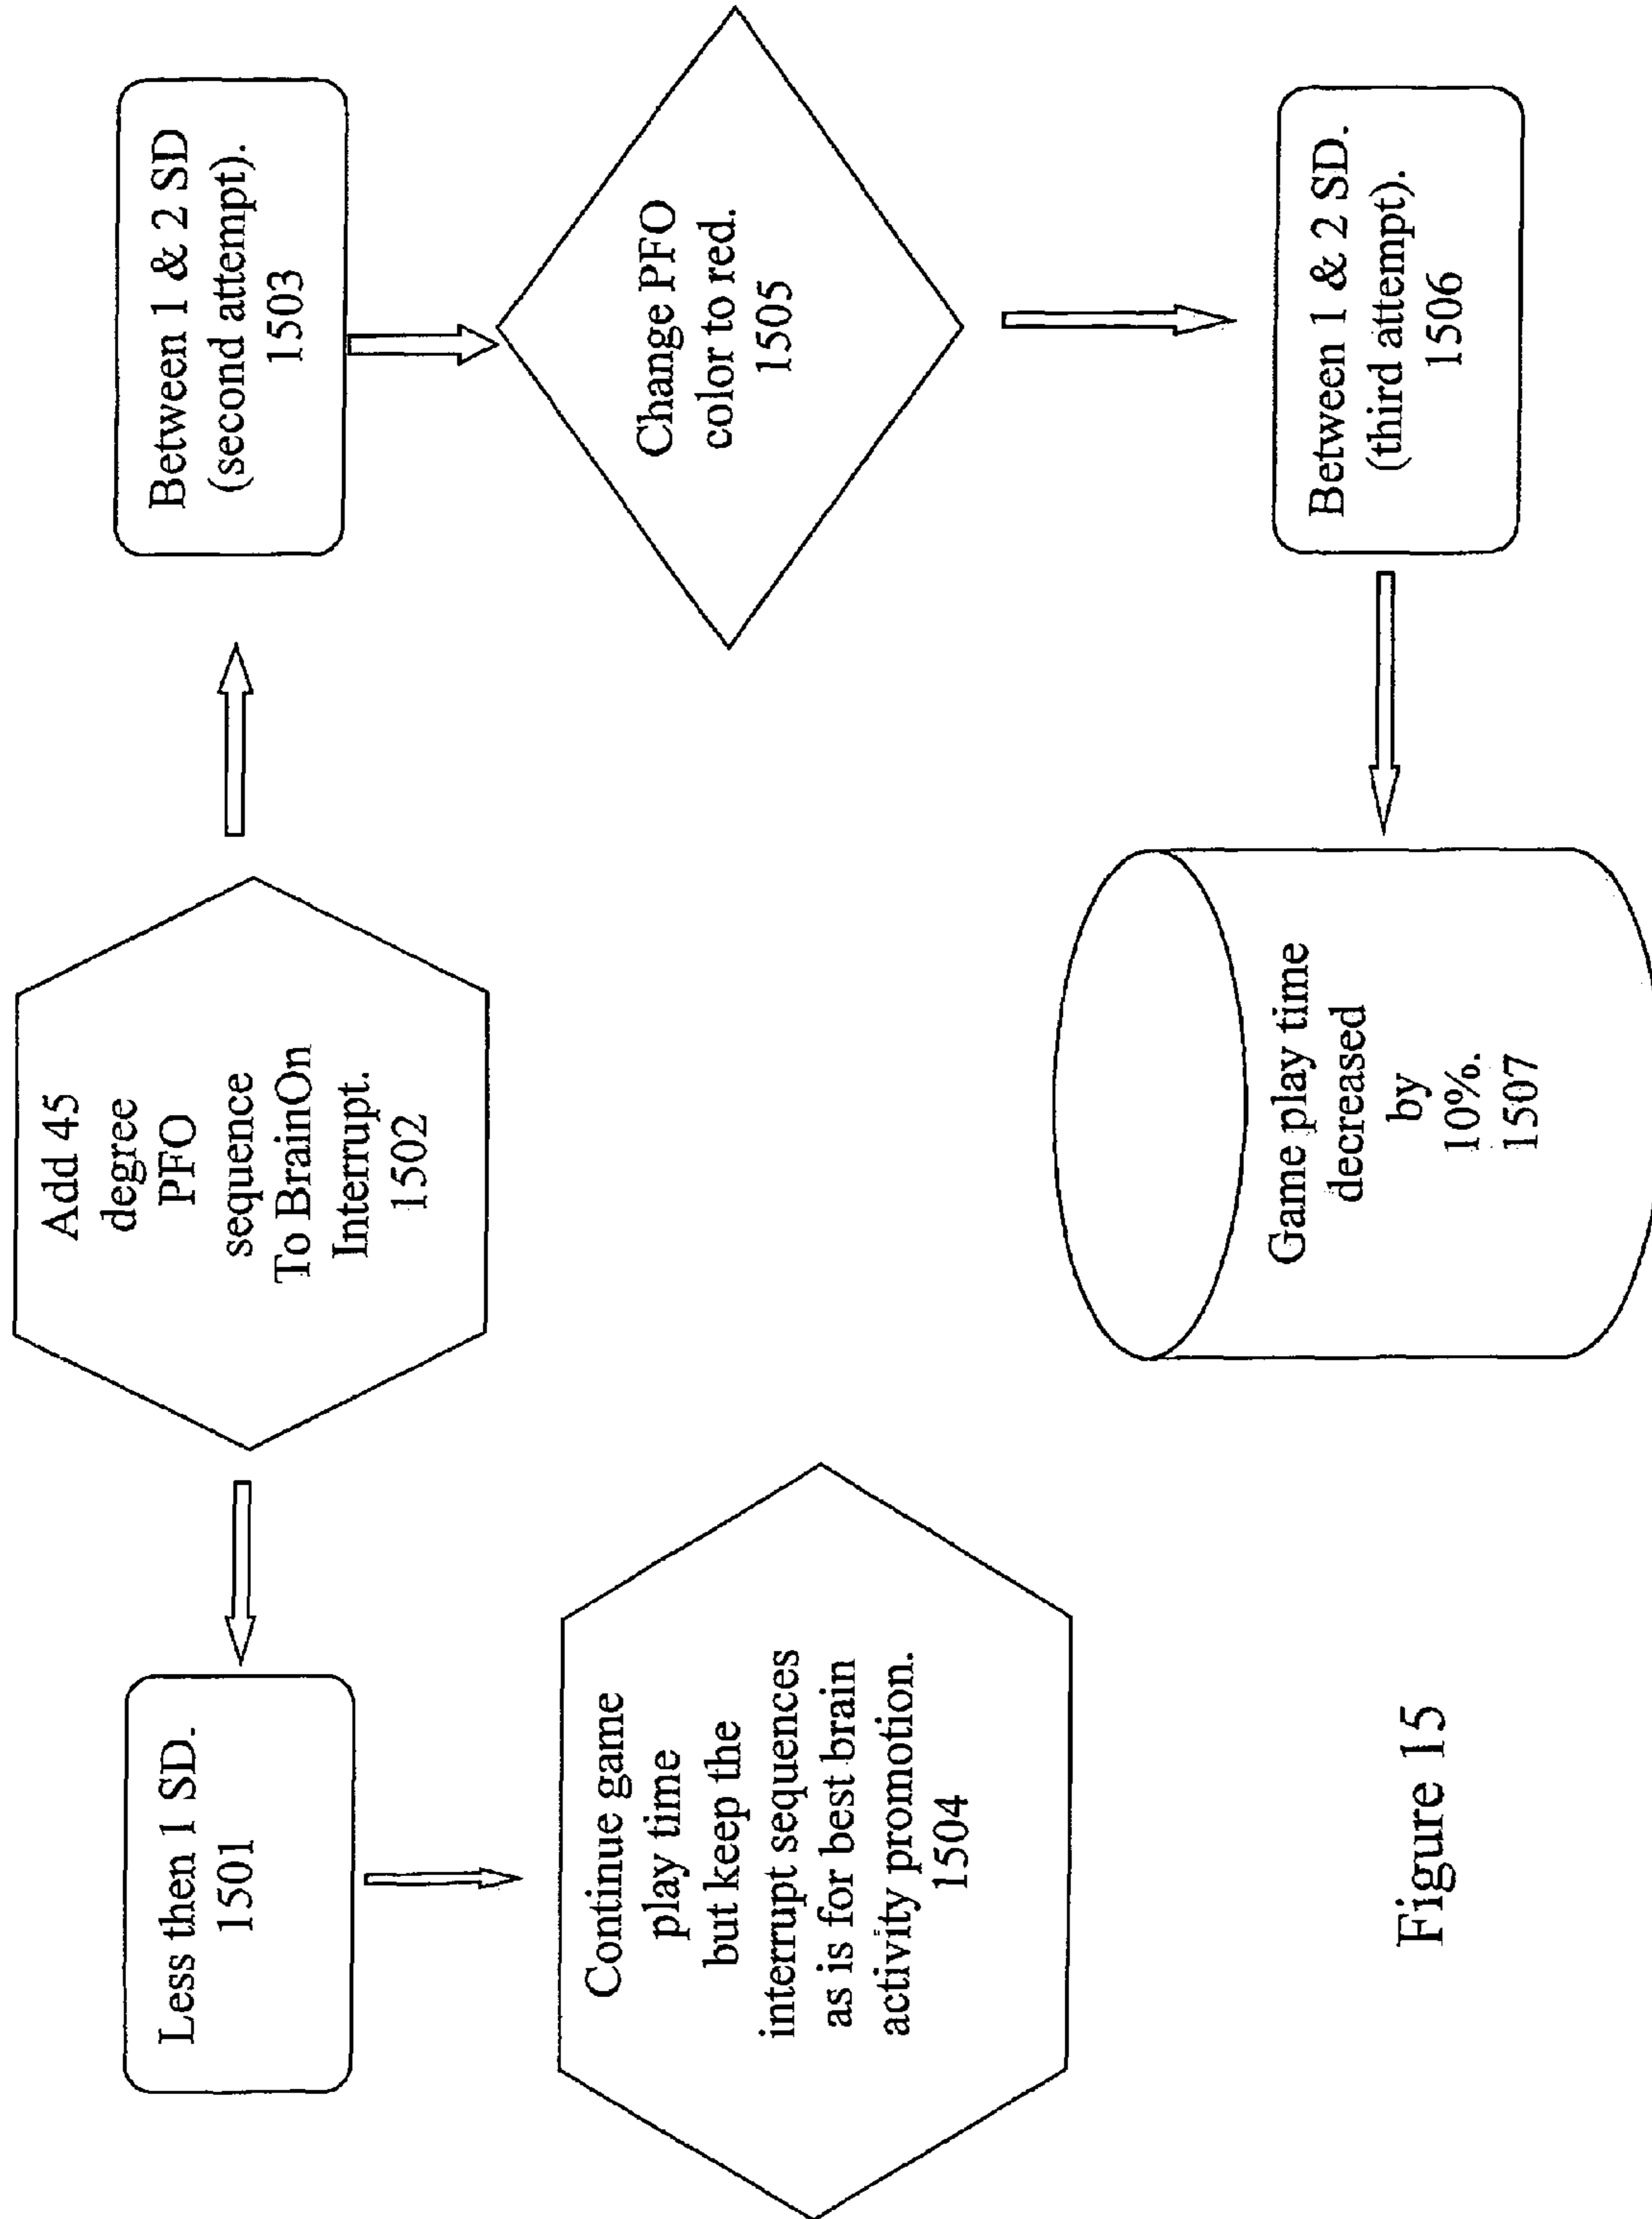 Less then 1 SD.
1501
Add 45
degree
PFO
sequence
To BrainOn
Interrupt.
1502
Between 1 & 2 SD
(second attempt).
1503
Continue game
play time
but keep the
interrupt sequences
as is for best brain
activity promotion.
1504
Change PFO
color to red.
1505
Game play time
decreased
by
10%.
1507
Between 1 & 2 SD.
(third attempt).
1506
Figure 15